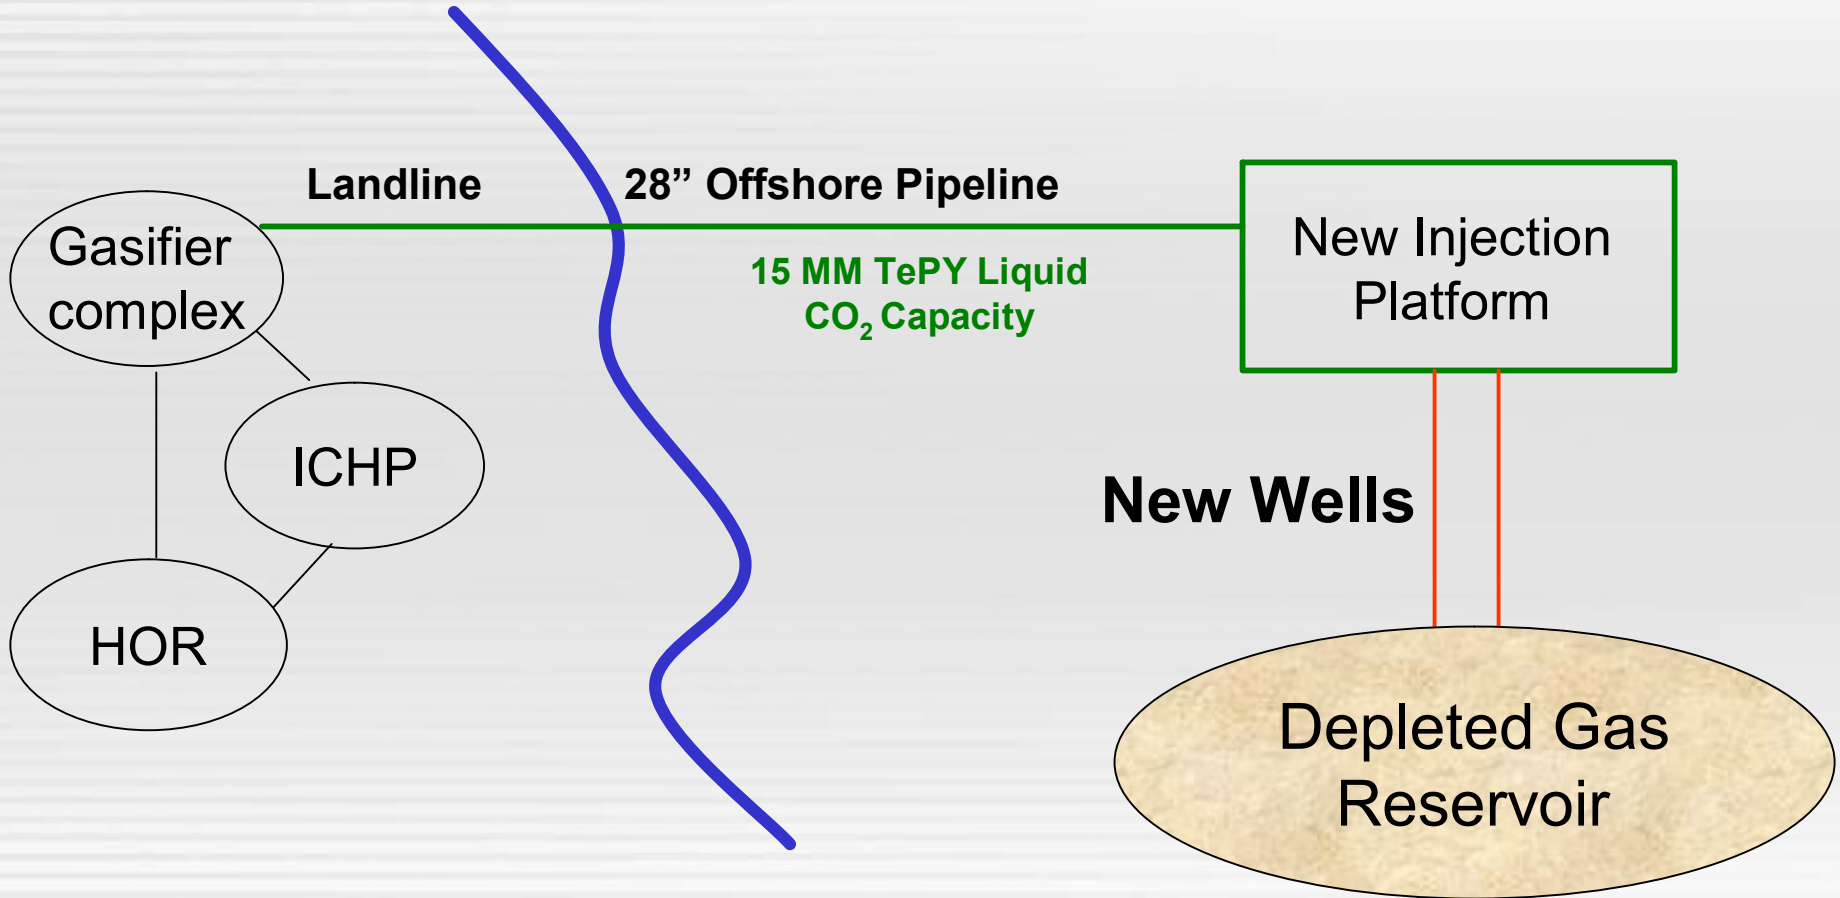 Landline
28” Offshore Pipeline
Gasifier
complex
15 MM TePY Liquid
CO₂ Capacity
New Injection
Platform
ICHP
New Wells
HOR
Depleted Gas
Reservoir